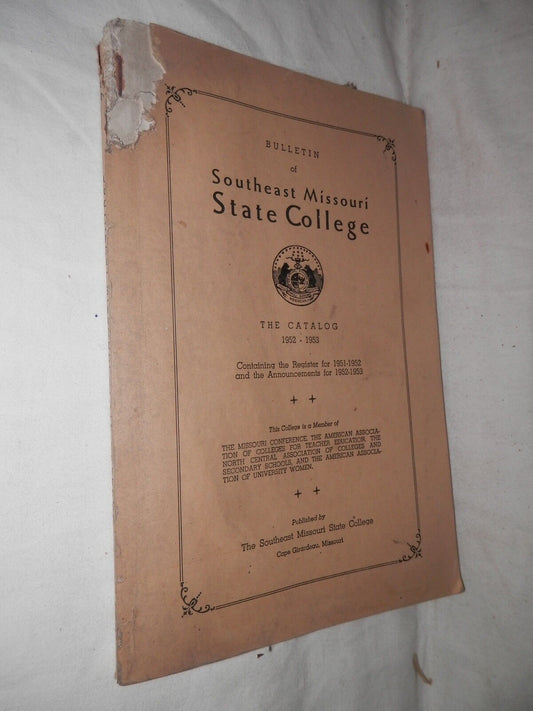 BULLETIN
of
Southeast Missouri
State College
THE CATALOG
1952 - 1953
Containing the Register for 1951-1952
and the Announcements for 1952-1953
This College is a Member of
THE MISSOURI CONFERENCE, THE AMERICAN ASSOCIA-
TION OF COLLEGES FOR TEACHER EDUCATION, THE
NORTH CENTRAL ASSOCIATION OF COLLEGES AND
SECONDARY SCHOOLS, AND THE AMERICAN ASSOCIA-
TION OF UNIVERSITY WOMEN.
Published by
The Southeast Missouri State College
Cape Girardeau, Missouri